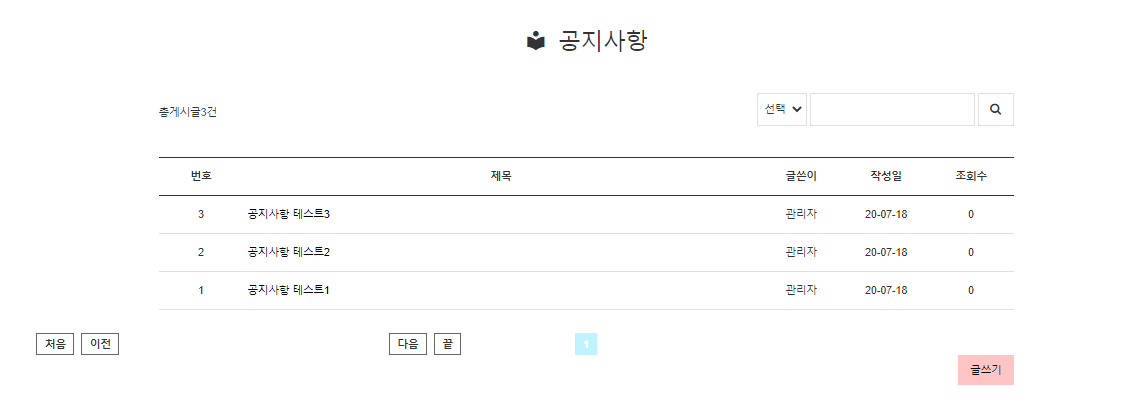 공지사항
총게시글3건
선택
번호 제목 글쓴이 작성일 조회수
3 공지사항 테스트3 관리자 20-07-18 0
2 공지사항 테스트2 관리자 20-07-18 0
1 공지사항 테스트1 관리자 20-07-18 0
처음 이전 다음 끝 1
글쓰기